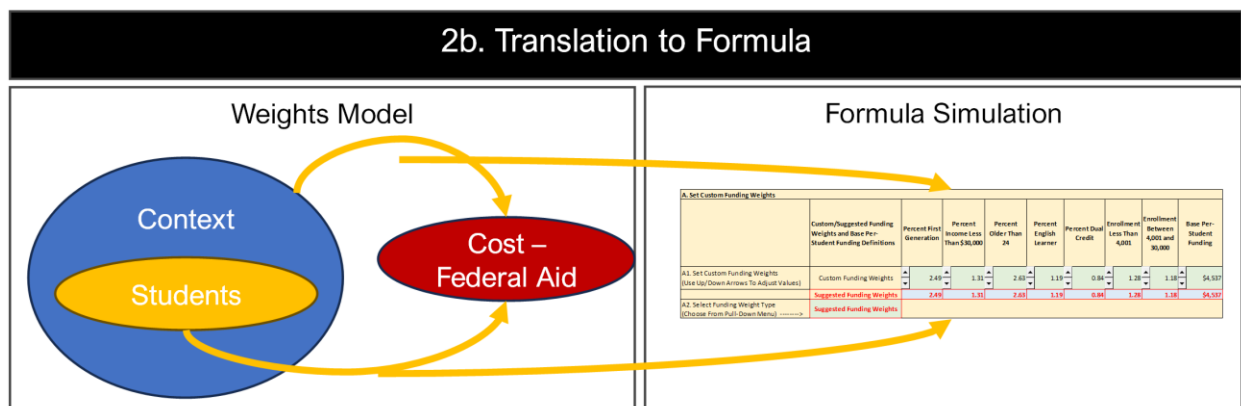 2b. Translation to Formula
Weights Model
Context
Students
Cost –
Federal Aid
Formula Simulation
A. Set Custom Funding Weights
Custom/Suggested Funding
Weights and Base Per-
Student Funding Definitions
Percent First
Generation
Percent
Income Less
Than $30,000
Percent
Older Than
24
Percent
English
Learner
Percent Dual
Credit
Enrollment
Less Than
4,001
Enrollment
Between
4,001 and
30,000
Base Per-
Student
Funding
A1. Set Custom Funding Weights
(Use Up/Down Arrows To Adjust Values)
Custom Funding Weights 2.49 1.31 2.63 1.19 0.84 1.28 1.18 $4,537
Suggested Funding Weights 2.49 1.31 2.63 1.19 0.84 1.28 1.18 $4,537
A2. Select Funding Weight Type
(Choose From Pull-Down Menu) -------->
Suggested Funding Weights